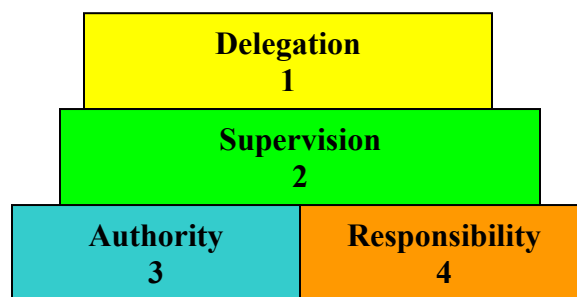 Delegation
1
Supervision
2
Authority
3
Responsibility
4